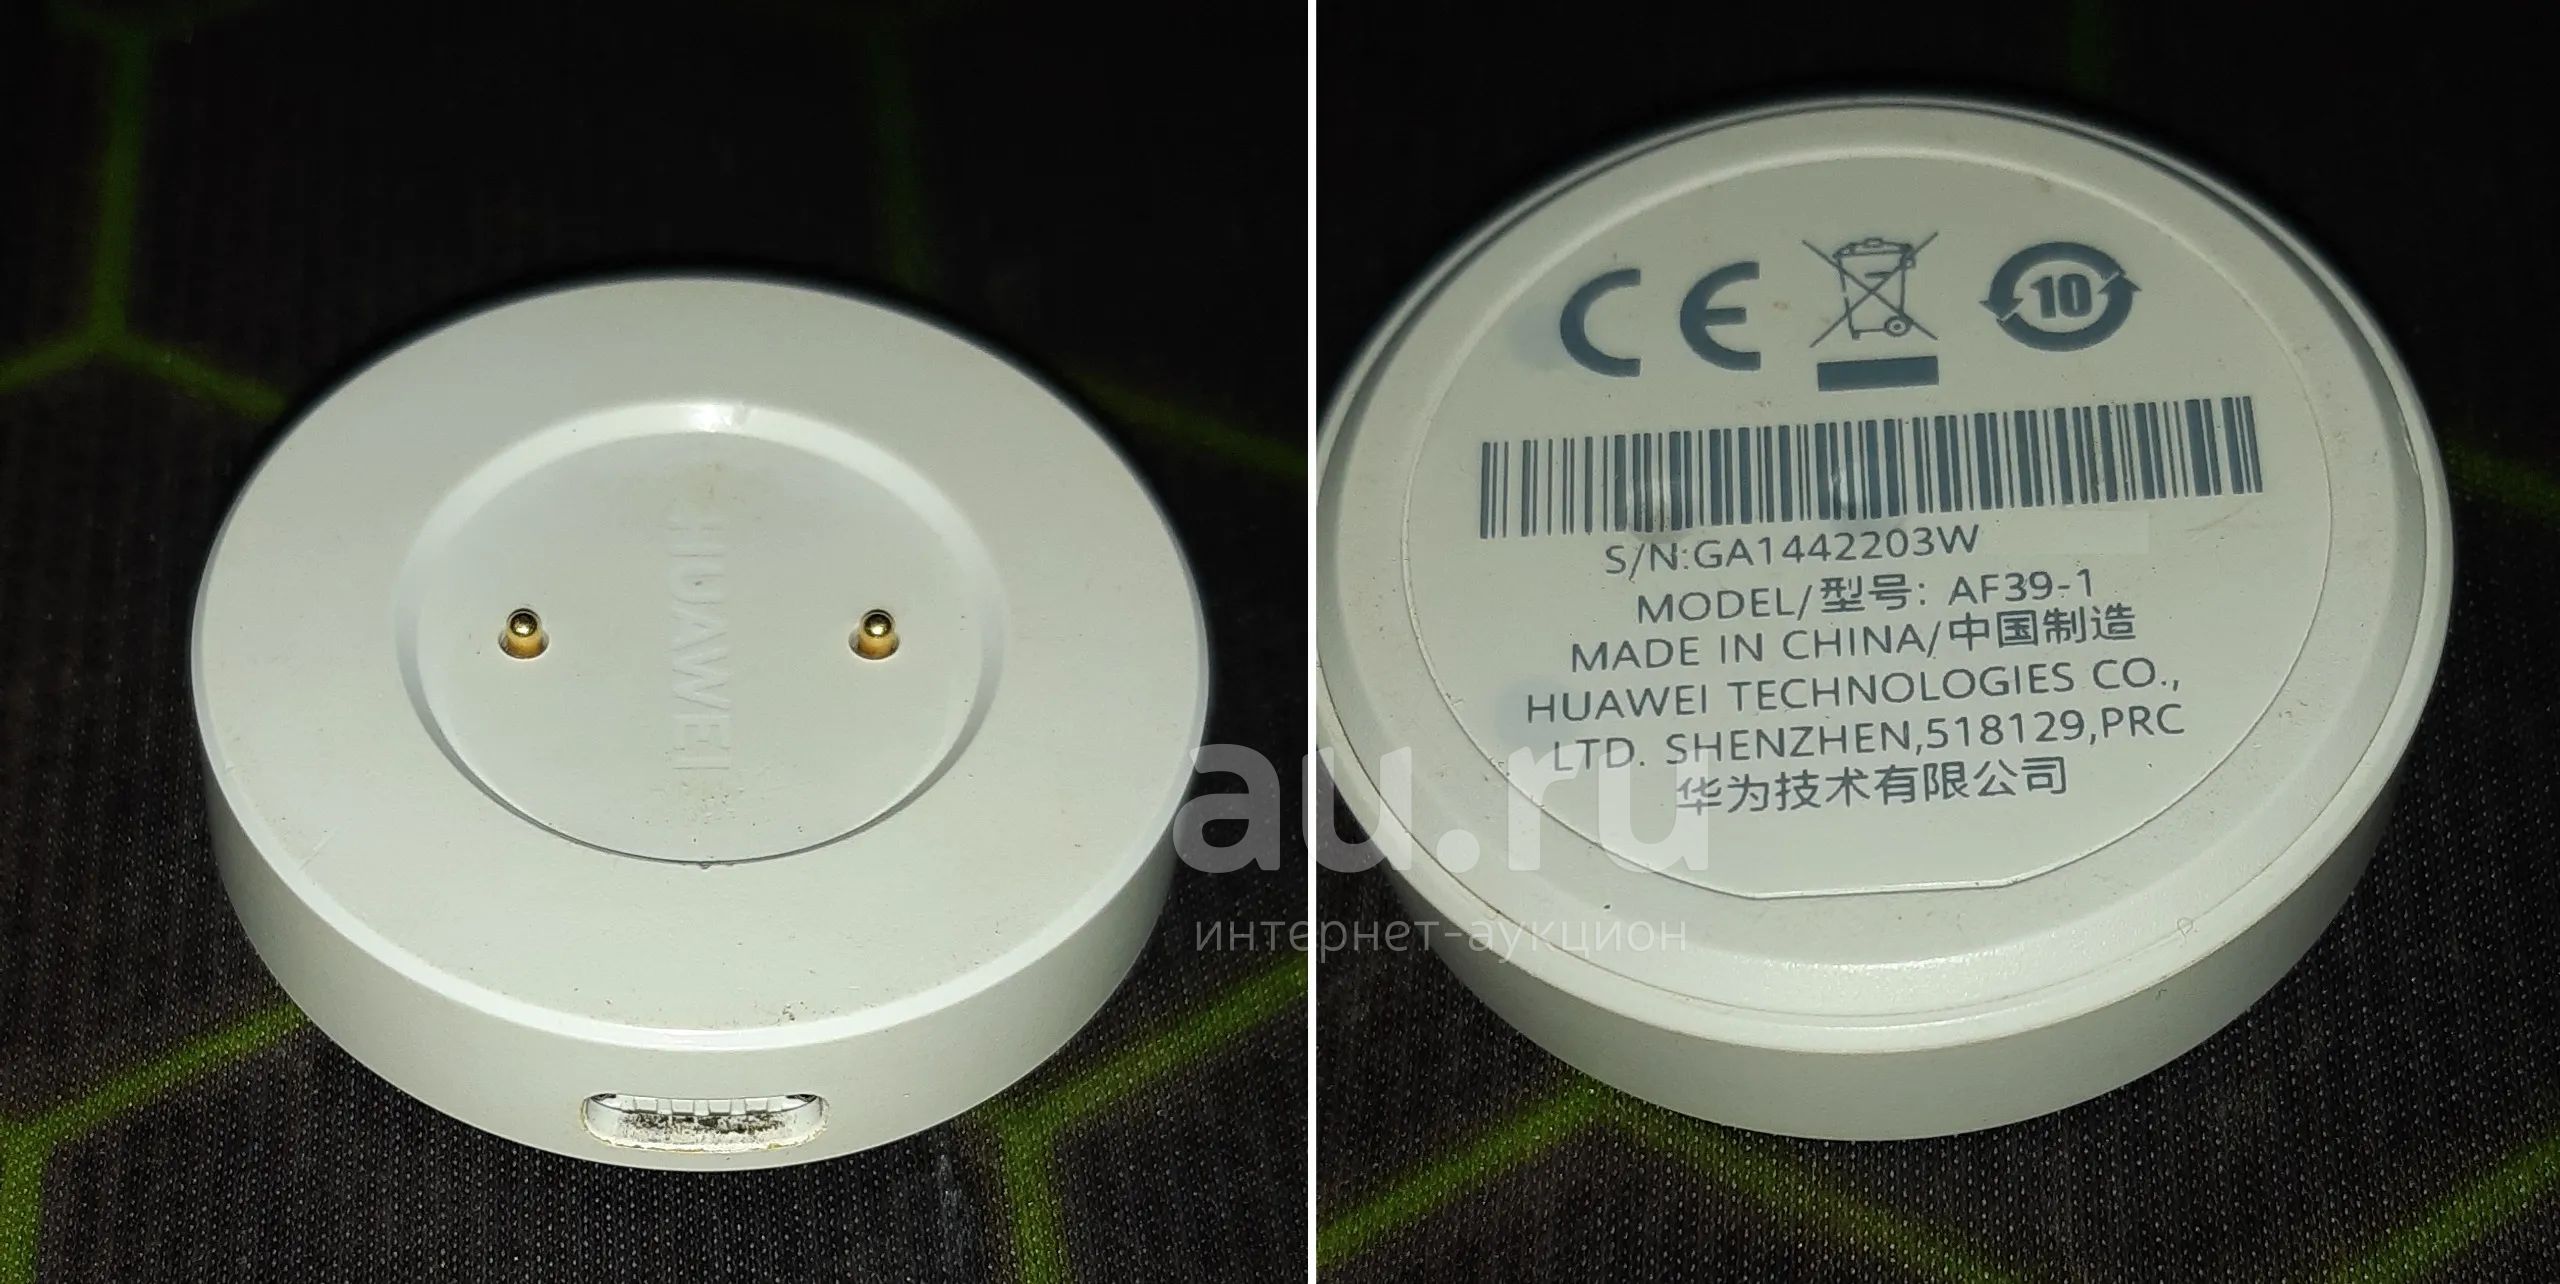 HUAWEI
CE
10
S/N:GA1442203W
MODEL/型号: AF39-1
MADE IN CHINA/中国制造
HUAWEI TECHNOLOGIES CO.,
LTD. SHENZHEN,518129,PRC
华为技术有限公司
au.ru
интернет-аукцион